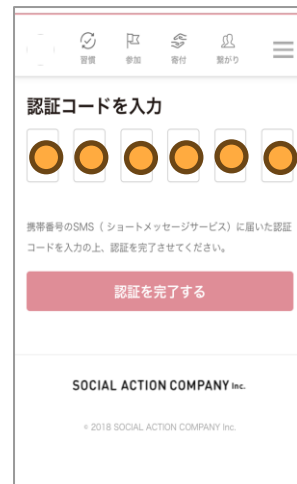 習慣
参加
寄付
繋がり
認証コードを入力
携帯番号のSMS（ ショートメッセージサービス）に届いた認証
コードを入力の上、認証を完了させてください。
認証を完了する
SOCIAL ACTION COMPANY Inc.
© 2018 SOCIAL ACTION COMPANY Inc.